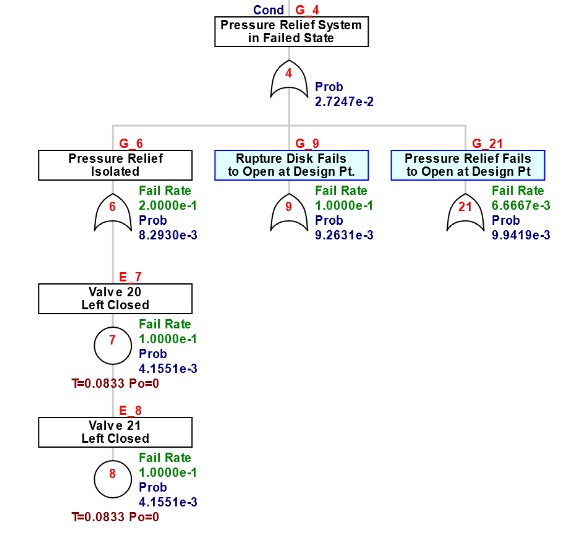 Cond G_4
Pressure Relief System
in Failed State
4
Prob
2.7247e-2
G_6
Pressure Relief
Isolated
6
Fail Rate
2.0000e-1
Prob
8.2930e-3
G_9
Rupture Disk Fails
to Open at Design Pt.
9
Fail Rate
1.0000e-1
Prob
9.2631e-3
G_21
Pressure Relief Fails
to Open at Design Pt
21
Fail Rate
6.6667e-3
Prob
9.9419e-3
E_7
Valve 20
Left Closed
7
Fail Rate
1.0000e-1
Prob
4.1551e-3
T=0.0833 Po=0
E_8
Valve 21
Left Closed
8
Fail Rate
1.0000e-1
Prob
4.1551e-3
T=0.0833 Po=0